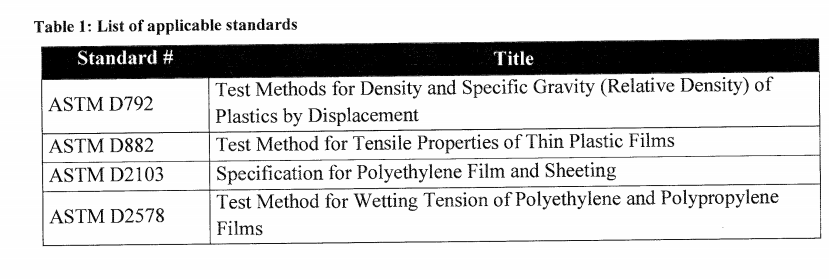 Table 1: List of applicable standards
Standard # Title
ASTM D792 Test Methods for Density and Specific Gravity (Relative Density) of
Plastics by Displacement
ASTM D882 Test Method for Tensile Properties of Thin Plastic Films
ASTM D2103 Specification for Polyethylene Film and Sheeting
ASTM D2578 Test Method for Wetting Tension of Polyethylene and Polypropylene
Films